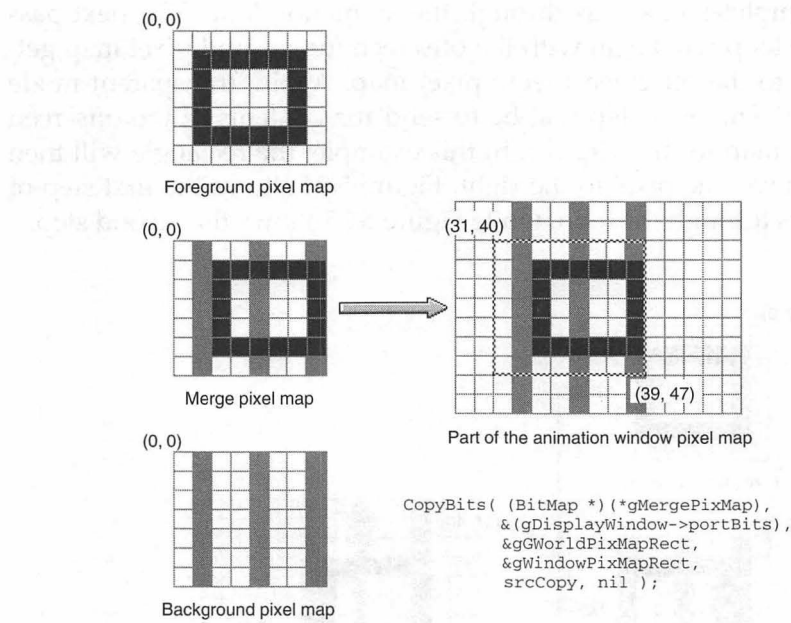 (0, 0)
Foreground pixel map
(0, 0)
(31, 40)
Merge pixel map
(39, 47)
Part of the animation window pixel map
(0, 0)
CopyBits( (BitMap *)(*gMergePixMap),
&(gDisplayWindow->portBits),
&gGWorldPixMapRect,
&gWindowPixMapRect,
srcCopy, nil );
Background pixel map